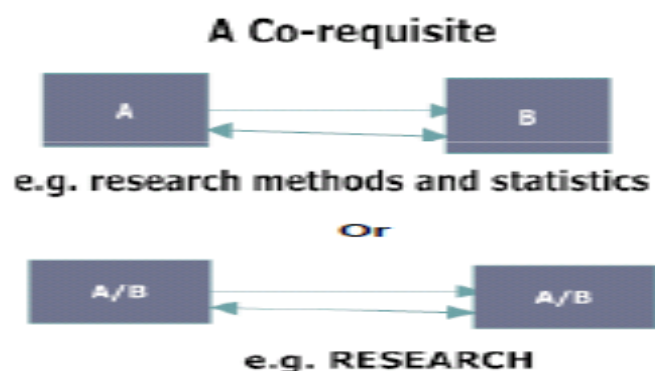 A Co-requisite
A B
e.g. research methods and statistics
Or
A/B A/B
e.g. RESEARCH